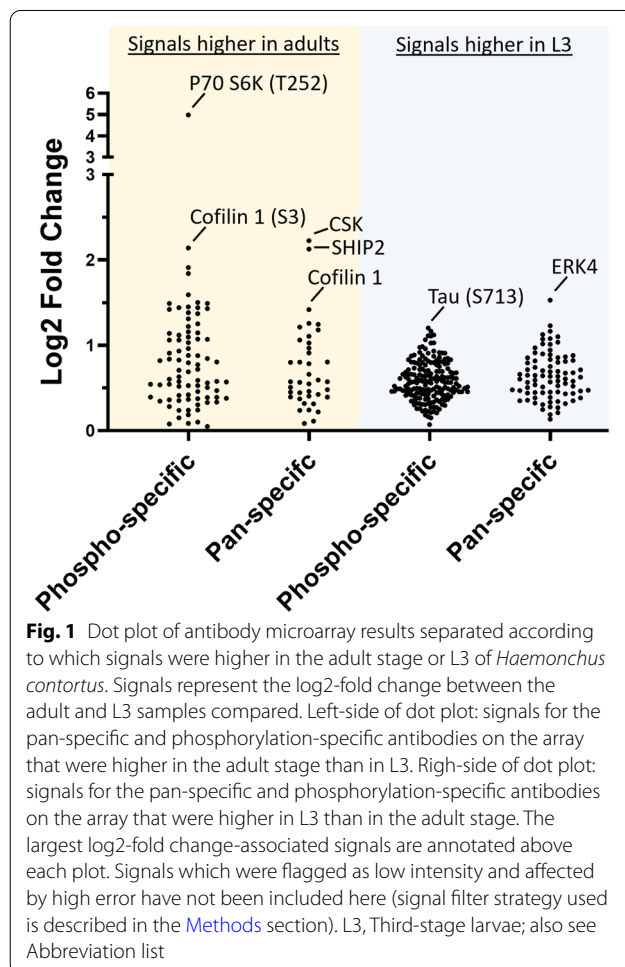 Signals higher in adults
Signals higher in L3
P70 S6K (T252)
6
5
4
3
3
2
1
0
Log2 Fold Change
Cofilin 1 (S3)
CSK
SHIP2
Cofilin 1
Tau (S713)
ERK4
Phospho-specific
Pan-specifc
Phospho-specific
Pan-specifc
Fig. 1 Dot plot of antibody microarray results separated according
to which signals were higher in the adult stage or L3 of Haemonchus
contortus. Signals represent the log2-fold change between the
adult and L3 samples compared. Left-side of dot plot: signals for the
pan-specific and phosphorylation-specific antibodies on the array
that were higher in the adult stage than in L3. Righ-side of dot plot:
signals for the pan-specific and phosphorylation-specific antibodies
on the array that were higher in L3 than in the adult stage. The
largest log2-fold change-associated signals are annotated above
each plot. Signals which were flagged as low intensity and affected
by high error have not been included here (signal filter strategy used
is described in the Methods section). L3, Third-stage larvae; also see
Abbreviation list